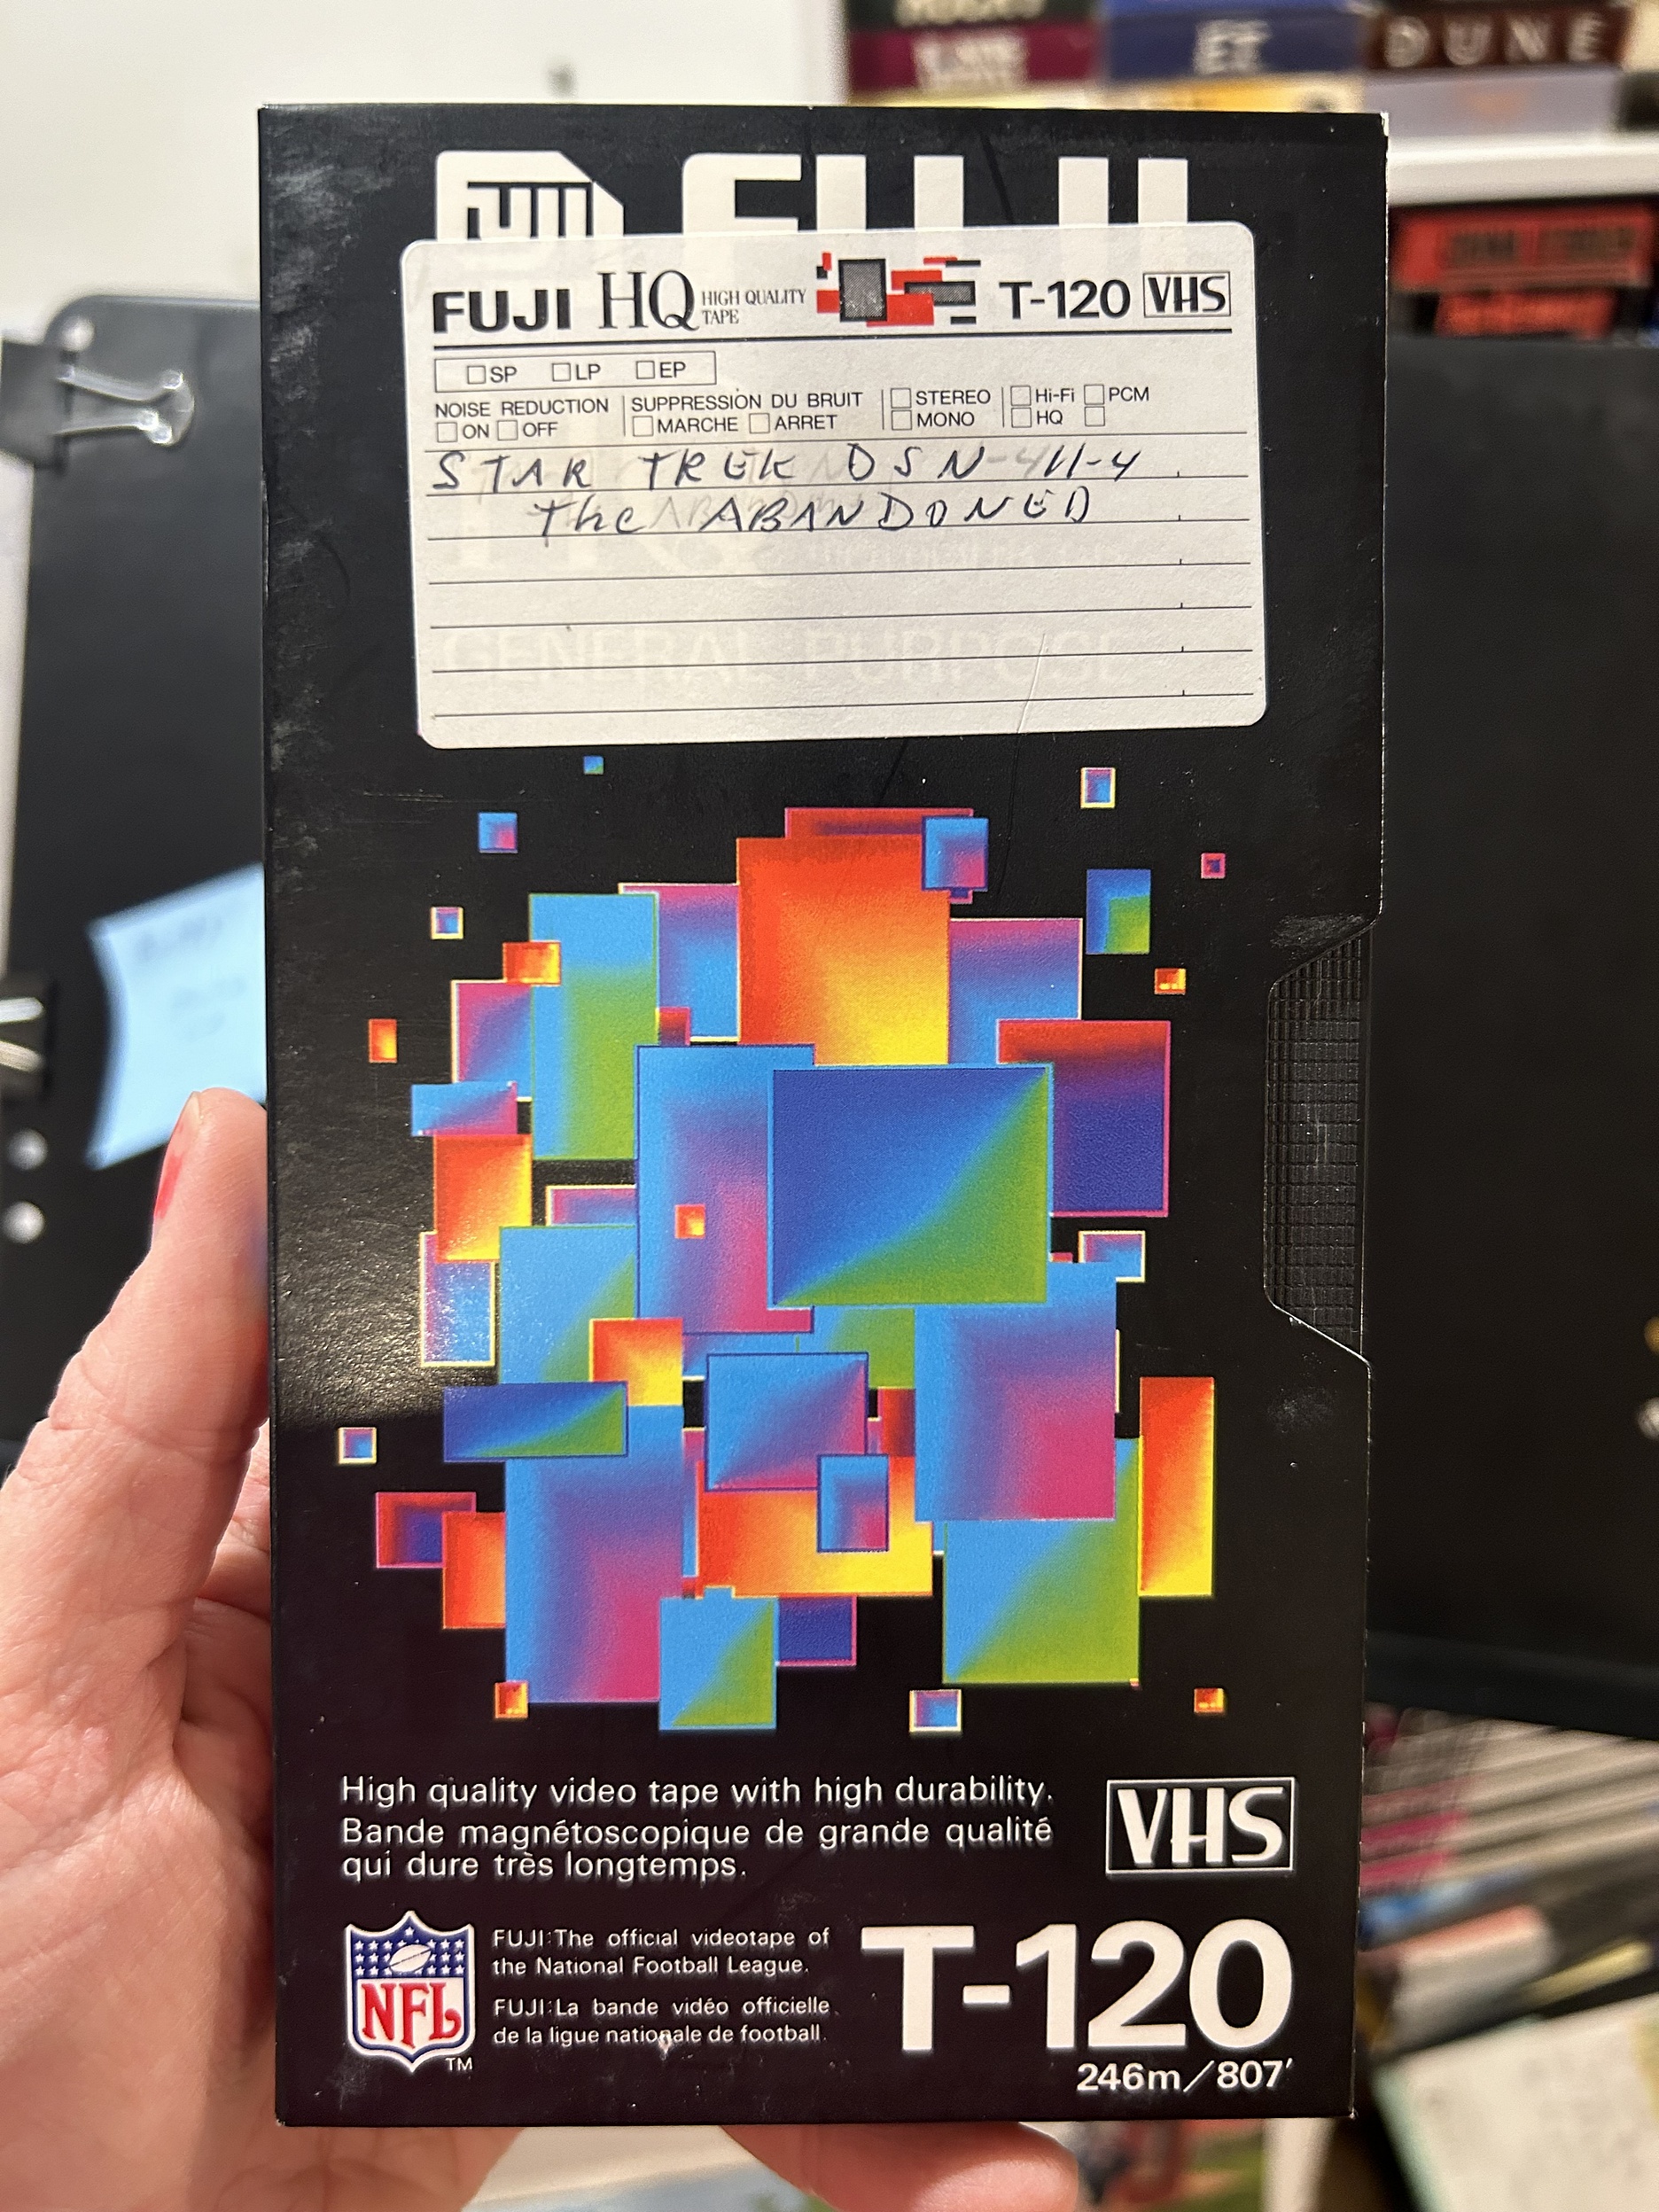 DUNE
FUJI
FUJI HQ HIGH QUALITY TAPE T-120 VHS
SP LP EP
NOISE REDUCTION SUPPRESSION DU BRUIT STEREO Hi-Fi PCM
ON OFF MARCHE ARRET MONO HQ
STAR TREK DSN-411-4
The ABANDONED
GENERAL PURPOSE
High quality video tape with high durability.
Bande magnétoscopique de grande qualité
qui dure très longtemps.
VHS
NFL
TM
FUJI:The official videotape of
the National Football League.
FUJI:La bande vidéo officielle
de la ligue nationale de football.
T-120
246m/807'